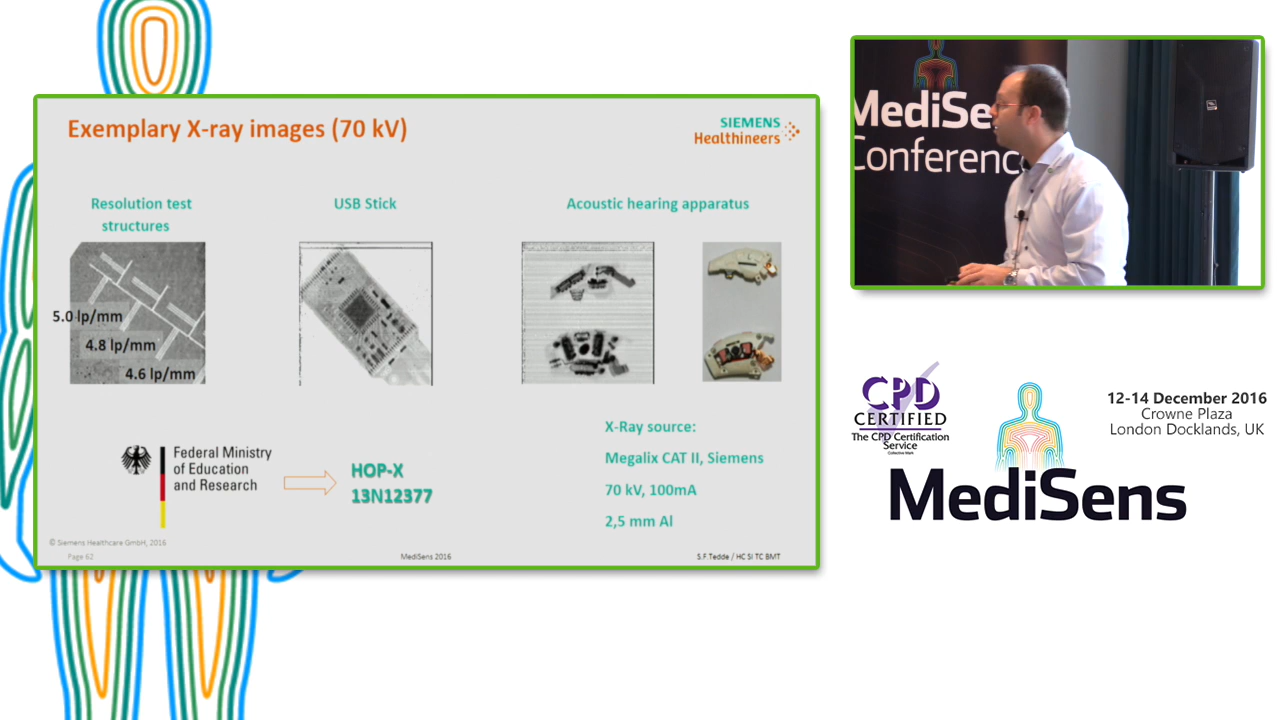 Exemplary X-ray images (70 kV)
SIEMENS
Healthineers
Resolution test
structures
USB Stick
Acoustic hearing apparatus
5.0 lp/mm
4.8 lp/mm
4.6 lp/mm
Federal Ministry
of Education
and Research
HOP-X
13N12377
X-Ray source:
Megalix CAT II, Siemens
70 kV, 100mA
2,5 mm Al
© Siemens Healthcare GmbH, 2016
Page 62
MediSens 2016
S.F.Tedde / HC SI TC BMT
MediSe
Conferenc
CPD
CERTIFIED
The CPD Certification
Service
Collective Mark
12-14 December 2016
Crowne Plaza
London Docklands, UK
MediSens